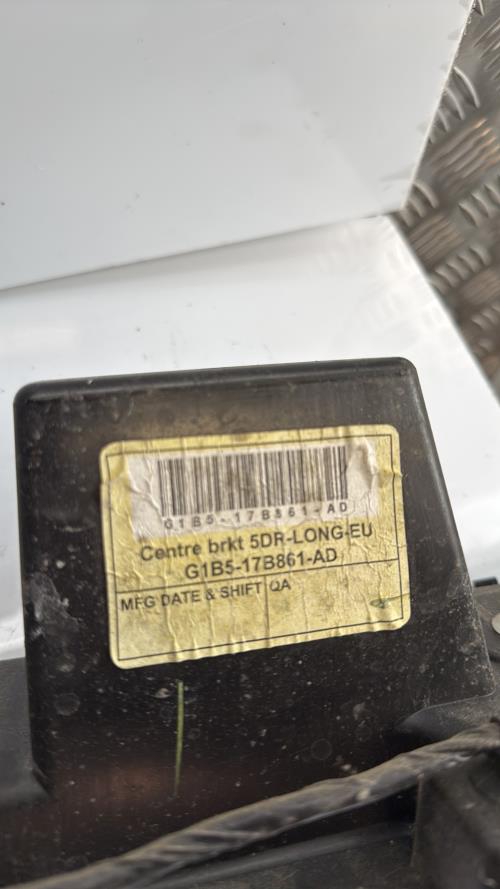 G1B5-17B861-AD
Centre brkt 5DR-LONG-EU
G1B5-17B861-AD
MFG DATE & SHIFT QA